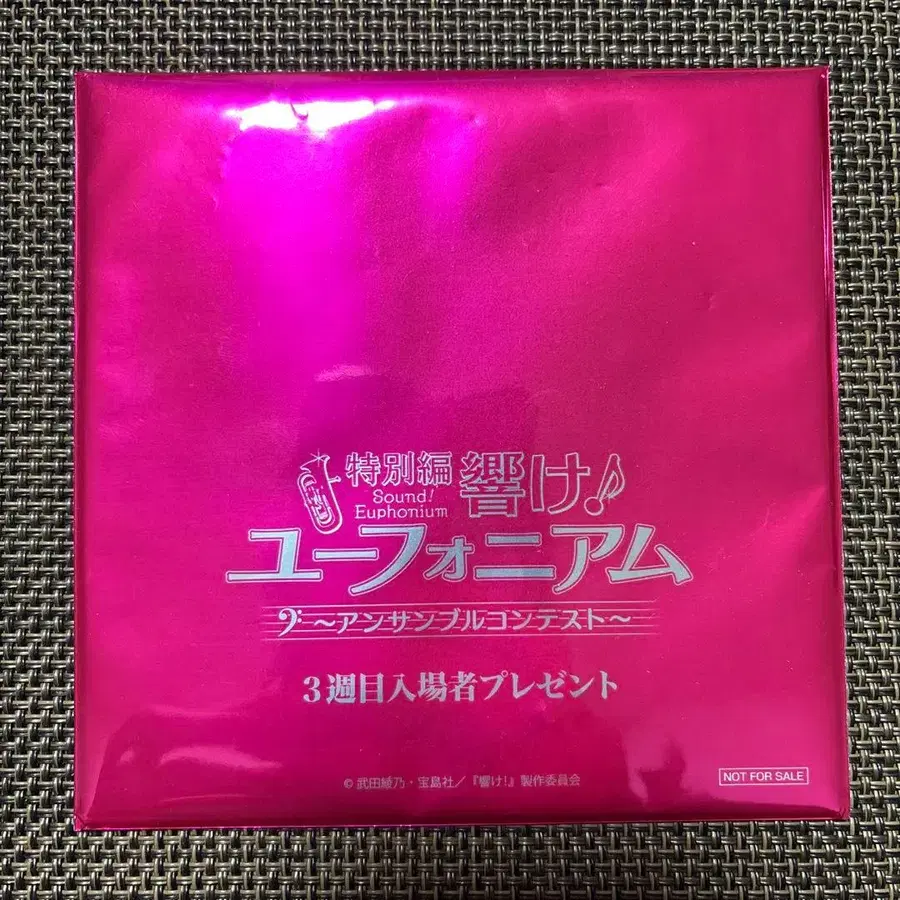 特別編 響け♪
Sound!
Euphonium
ユーフォニアム
～アンサンブルコンテスト～
3週目入場者プレゼント
© 武田綾乃・宝島社／『響け!』製作委員会
NOT FOR SALE